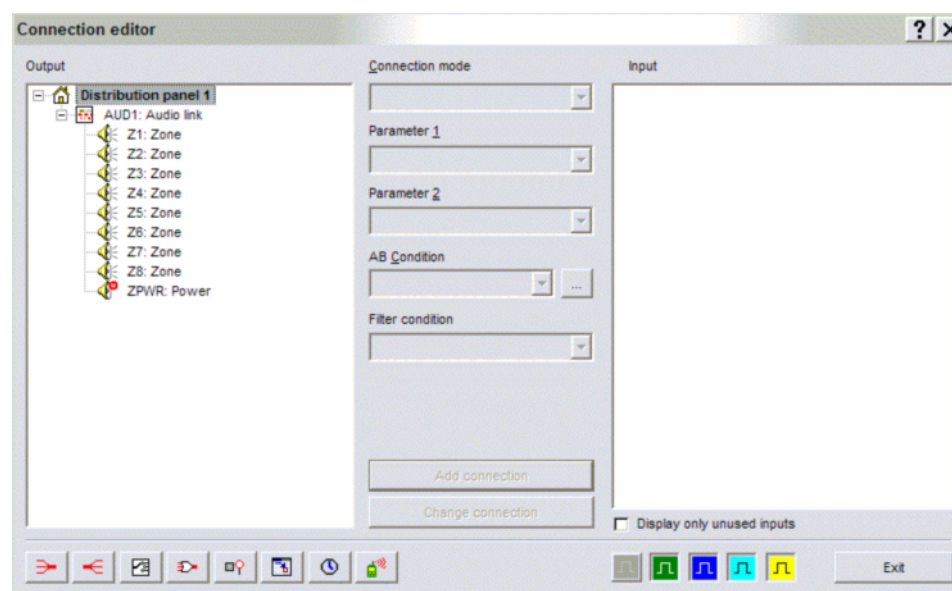 Connection editor
?
Output
Distribution panel 1
AUD1: Audio link
Z1: Zone
Z2: Zone
Z3: Zone
Z4: Zone
Z5: Zone
Z6: Zone
Z7: Zone
Z8: Zone
ZPWR: Power
Connection mode
Parameter 1
Parameter 2
AB Condition
...
Filter condition
Add connection
Change connection
Input
Display only unused inputs
Exit